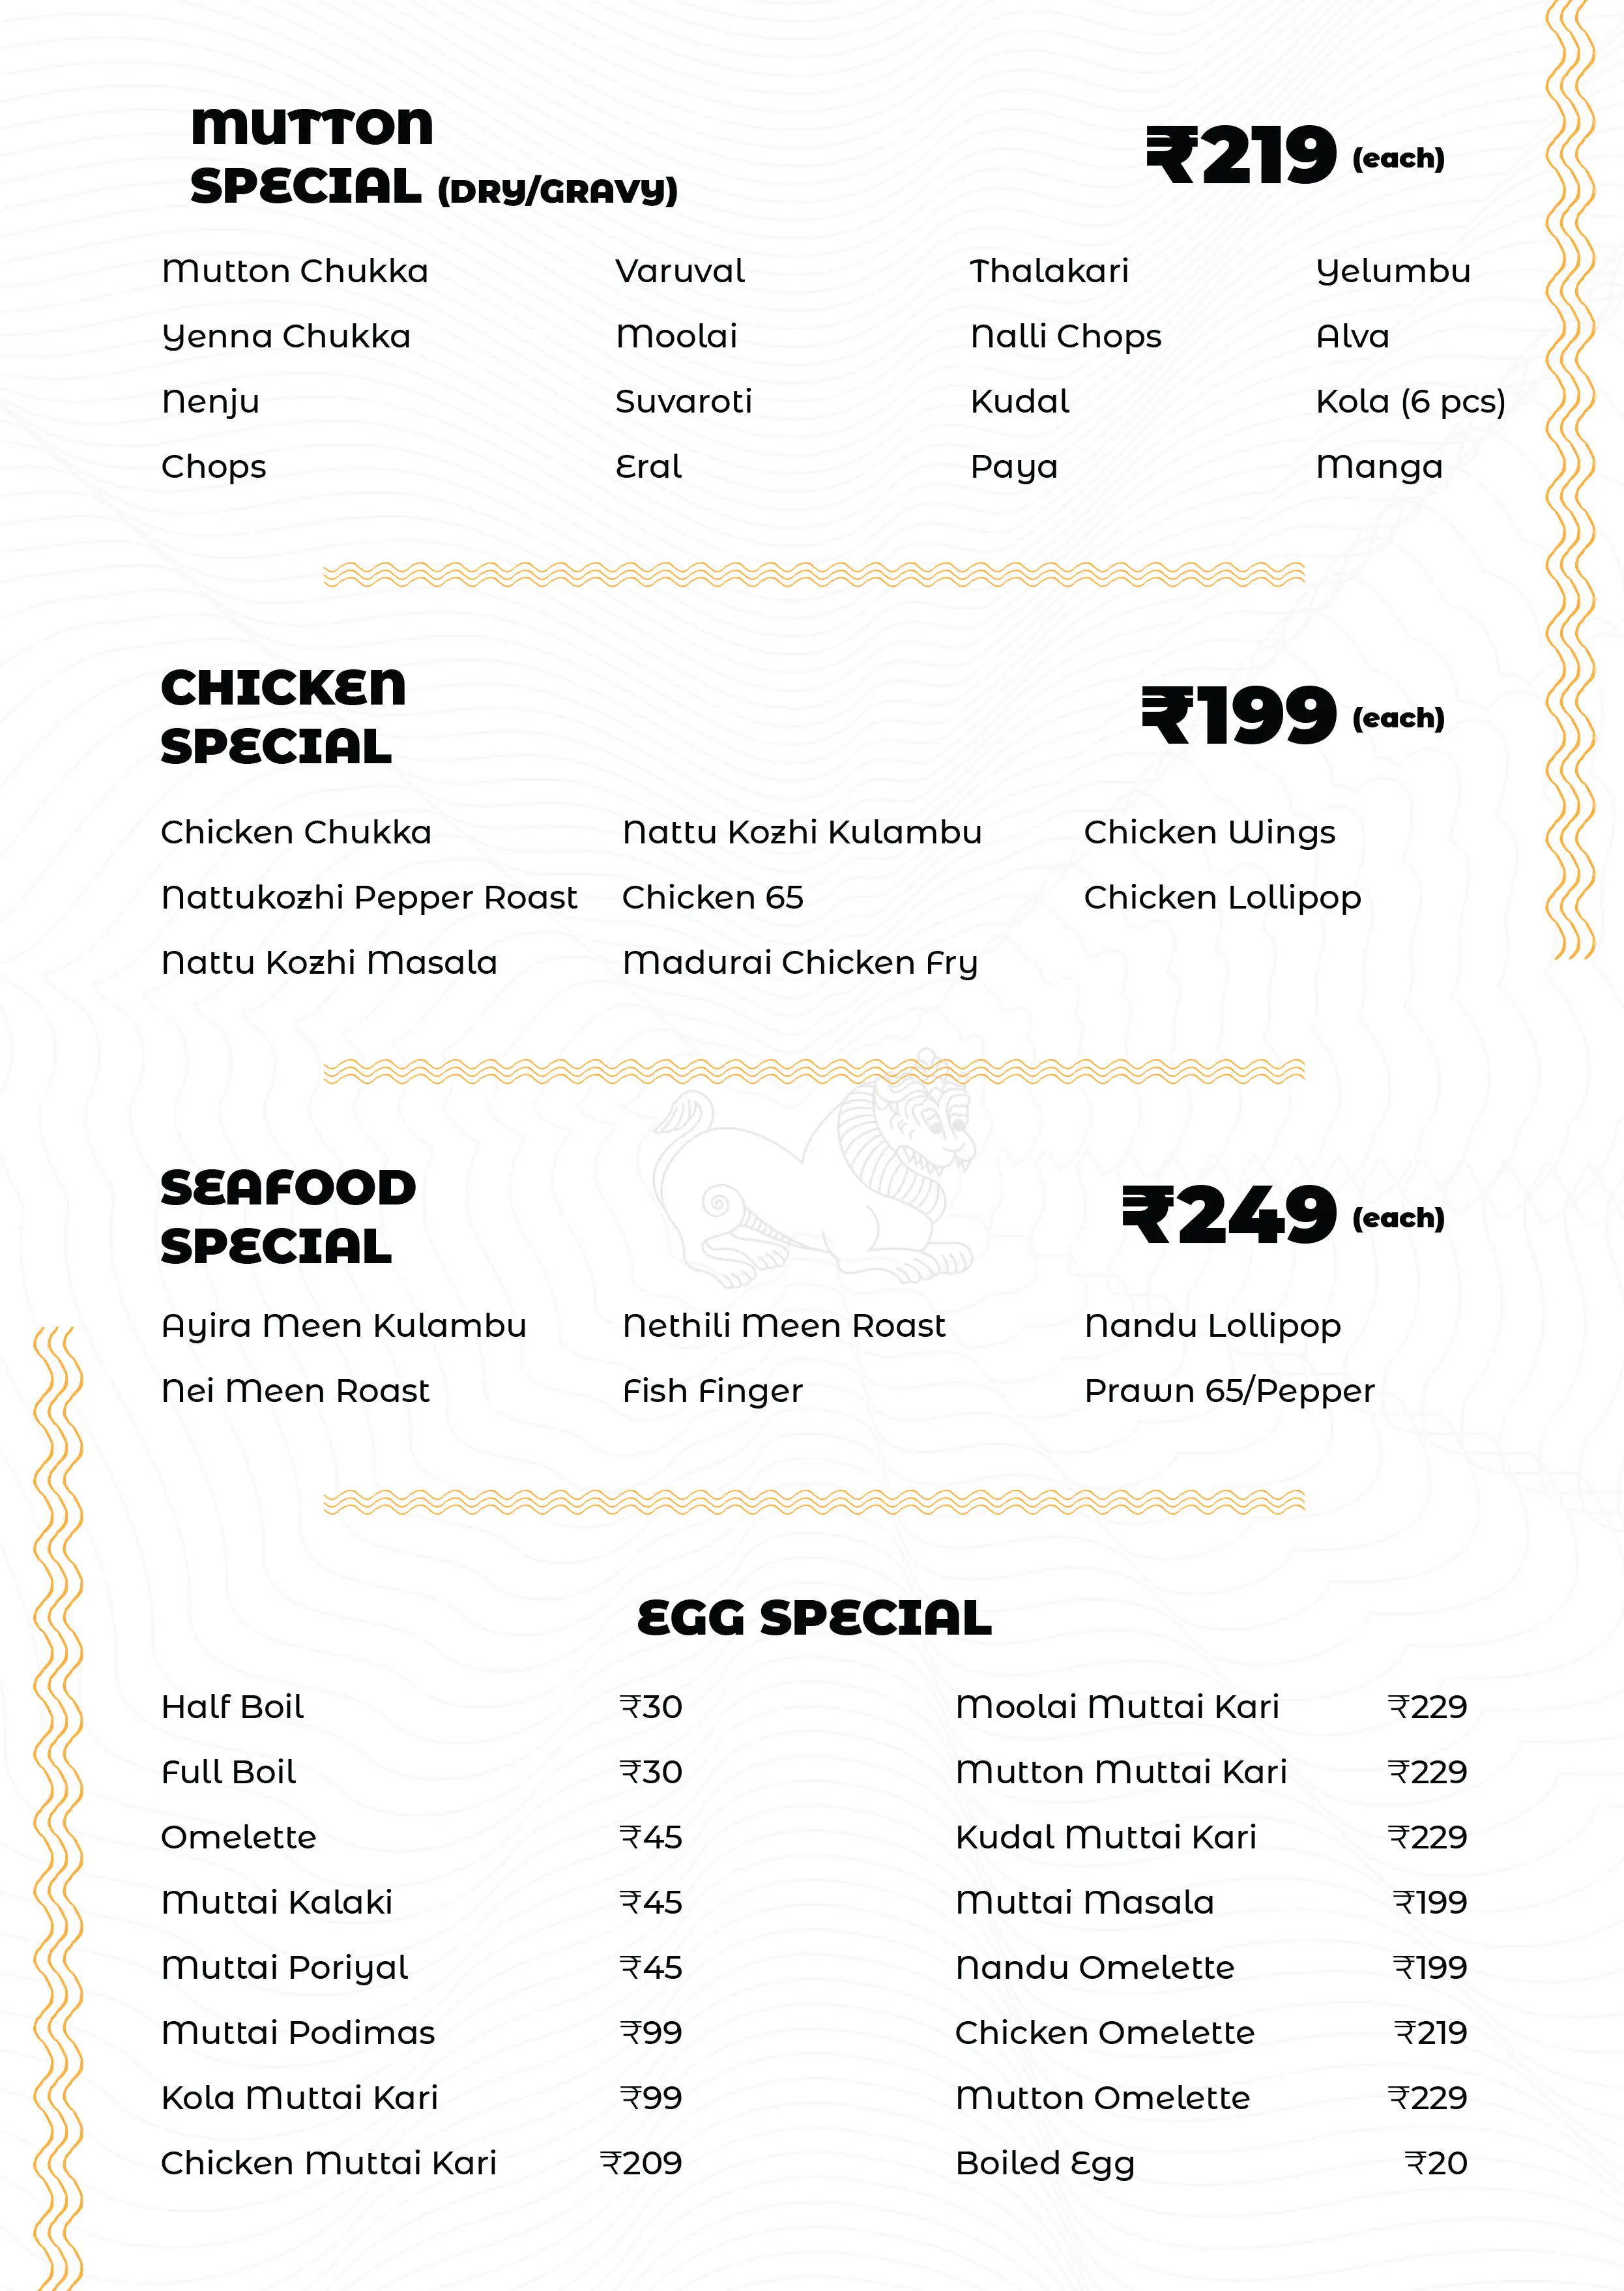 MUTTON
SPECIAL (DRY/GRAVY)
₹219 (each)
Mutton Chukka Varuval Thalakari Yelumbu
Yenna Chukka Moolai Nalli Chops Alva
Nenju Suvaroti Kudal Kola (6 pcs)
Chops Eral Paya Manga
CHICKEN
SPECIAL
₹199 (each)
Chicken Chukka Nattu Kozhi Kulambu Chicken Wings
Nattukozhi Pepper Roast Chicken 65 Chicken Lollipop
Nattu Kozhi Masala Madurai Chicken Fry
SEAFOOD
SPECIAL
₹249 (each)
Ayira Meen Kulambu Nethili Meen Roast Nandu Lollipop
Nei Meen Roast Fish Finger Prawn 65/Pepper
EGG SPECIAL
Half Boil ₹30 Moolai Muttai Kari ₹229
Full Boil ₹30 Mutton Muttai Kari ₹229
Omelette ₹45 Kudal Muttai Kari ₹229
Muttai Kalaki ₹45 Muttai Masala ₹199
Muttai Poriyal ₹45 Nandu Omelette ₹199
Muttai Podimas ₹99 Chicken Omelette ₹219
Kola Muttai Kari ₹99 Mutton Omelette ₹229
Chicken Muttai Kari ₹209 Boiled Egg ₹20